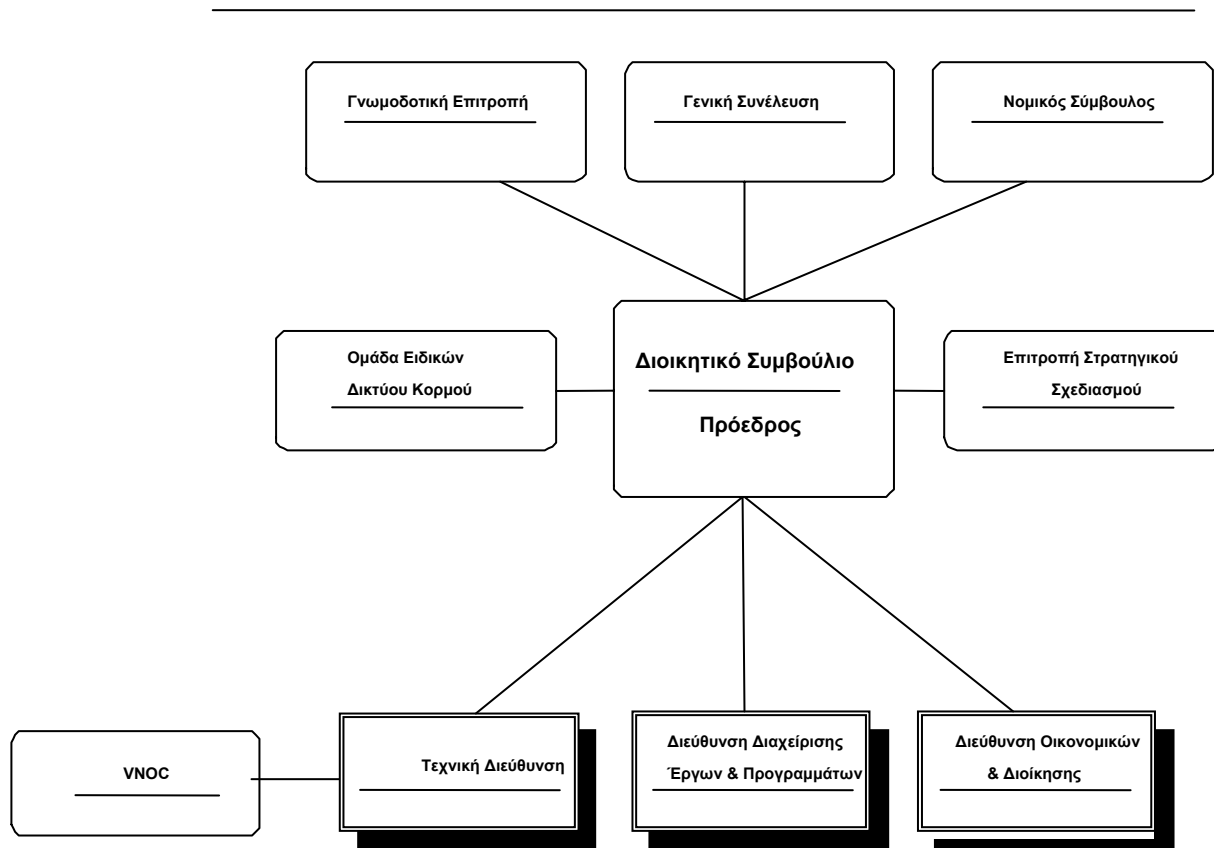 Γνωμοδοτική Επιτροπή
Γενική Συνέλευση
Νομικός Σύμβουλος
Ομάδα Ειδικών
Δικτύου Κορμού
Διοικητικό Συμβούλιο
Πρόεδρος
Επιτροπή Στρατηγικού
Σχεδιασμού
VNOC
Τεχνική Διεύθυνση
Διεύθυνση Διαχείρισης
Έργων & Προγραμμάτων
Διεύθυνση Οικονομικών
& Διοίκησης